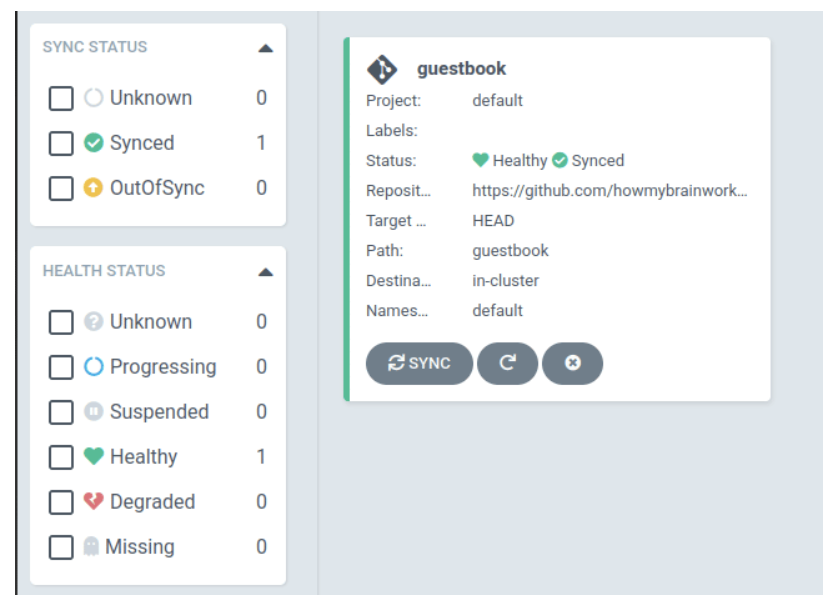 SYNC STATUS
Unknown 0
Synced 1
OutOfSync 0
HEALTH STATUS
Unknown 0
Progressing 0
Suspended 0
Healthy 1
Degraded 0
Missing 0
guestbook
Project: default
Labels:
Status: Healthy Synced
Reposit... https://github.com/howmybrainwork...
Target ... HEAD
Path: guestbook
Destina... in-cluster
Names... default
SYNC